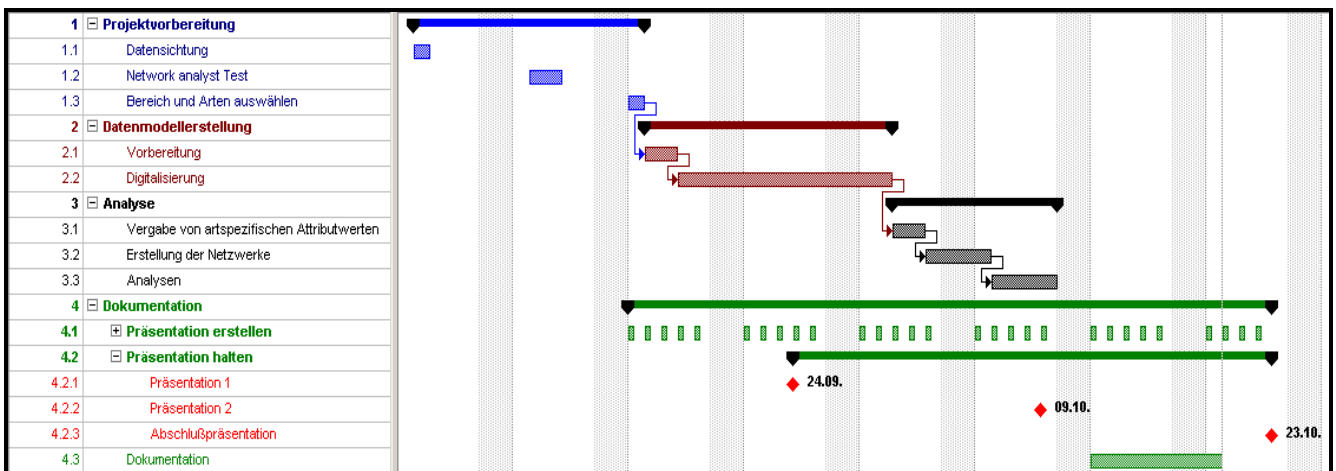 1 Projektvorbereitung
1.1 Datensichtung
1.2 Network analyst Test
1.3 Bereich und Arten auswählen
2 Datenmodellerstellung
2.1 Vorbereitung
2.2 Digitalisierung
3 Analyse
3.1 Vergabe von artspezifischen Attributwerten
3.2 Erstellung der Netzwerke
3.3 Analysen
4 Dokumentation
4.1 Präsentation erstellen
4.2 Präsentation halten
4.2.1 Präsentation 1 24.09.
4.2.2 Präsentation 2 09.10.
4.2.3 Abschlußpräsentation 23.10.
4.3 Dokumentation